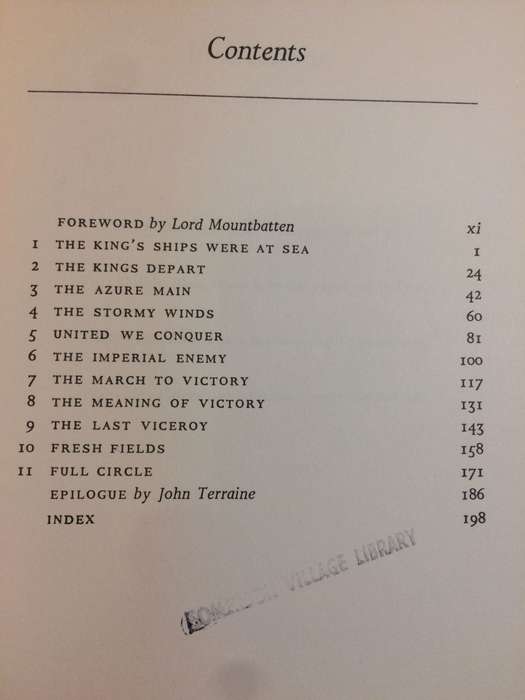 Contents
FOREWORD by Lord Mountbatten xi
1 THE KING'S SHIPS WERE AT SEA 1
2 THE KINGS DEPART 24
3 THE AZURE MAIN 42
4 THE STORMY WINDS 60
5 UNITED WE CONQUER 81
6 THE IMPERIAL ENEMY 100
7 THE MARCH TO VICTORY 117
8 THE MEANING OF VICTORY 131
9 THE LAST VICEROY 143
10 FRESH FIELDS 158
11 FULL CIRCLE 171
EPILOGUE by John Terraine 186
INDEX 198
VILLAGE LIBRARY